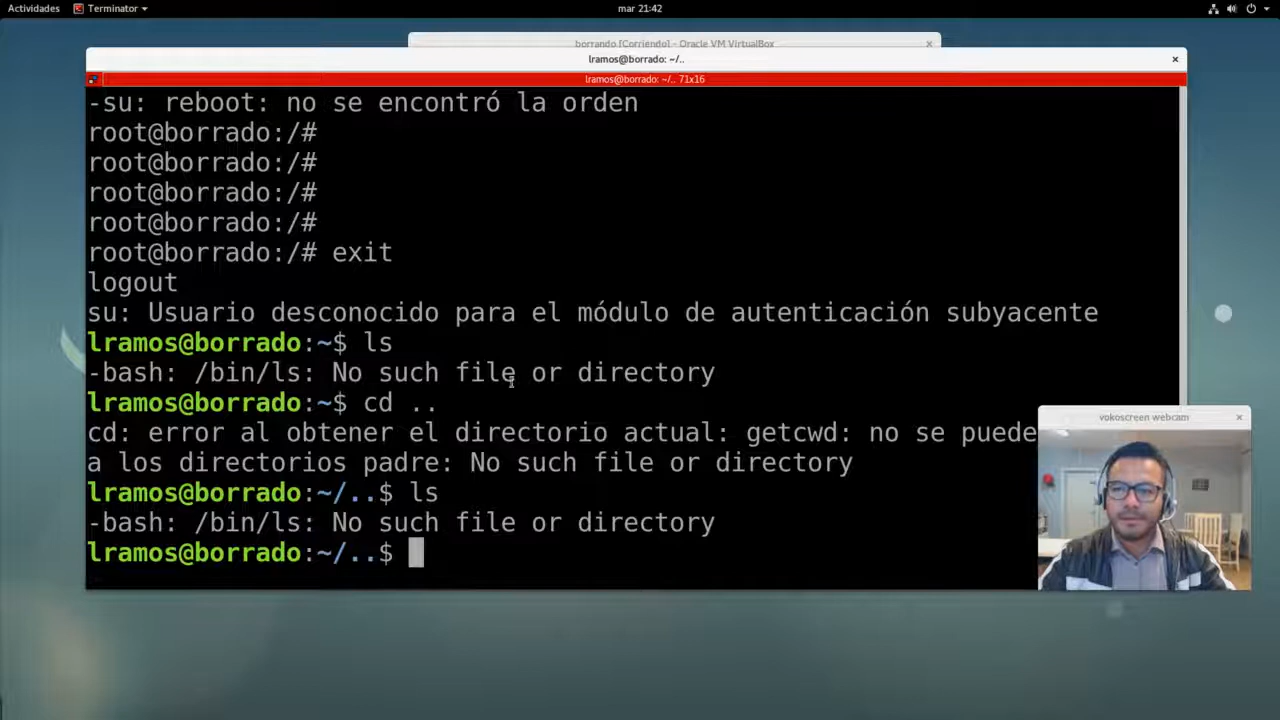 Actividades Terminator mar 21:42
borrando [Corriendo] - Oracle VM VirtualBox
lramos@borrado: ~/..
lramos@borrado: ~/.. 71x16
-su: reboot: no se encontró la orden
root@borrado:/#
root@borrado:/#
root@borrado:/#
root@borrado:/#
root@borrado:/# exit
logout
su: Usuario desconocido para el módulo de autenticación subyacente
lramos@borrado:~$ ls
-bash: /bin/ls: No such file or directory
lramos@borrado:~$ cd ..
cd: error al obtener el directorio actual: getcwd: no se puede
a los directorios padre: No such file or directory
lramos@borrado:~/..$ ls
-bash: /bin/ls: No such file or directory
lramos@borrado:~/..$
vokoscreen webcam